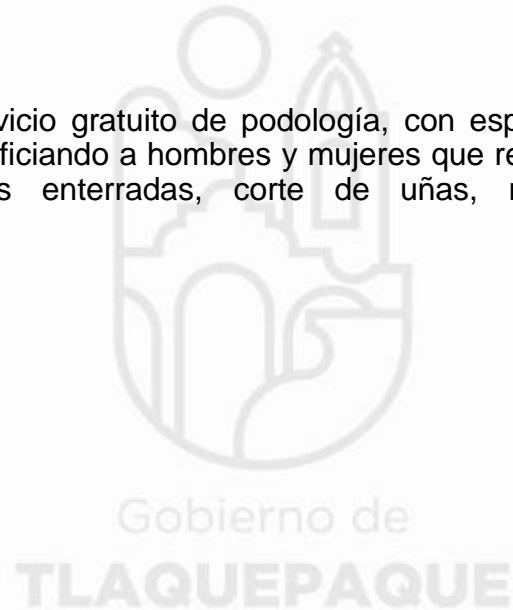 vicio gratuito de podología, con esp
ficiando a hombres y mujeres que re
s enterradas, corte de uñas,
Gobierno de
TLAQUEPAQUE